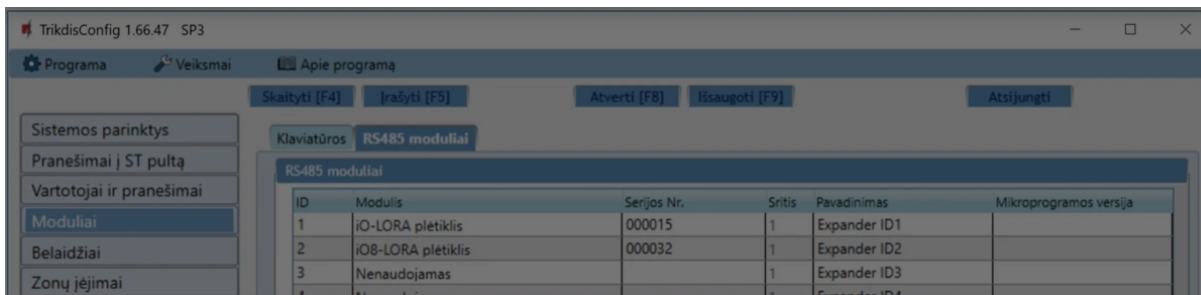 TrikdisConfig 1.66.47 SP3
Programa Veiksmai Apie programą
Skaityti [F4] Įrašyti [F5] Atverti [F8] Išsaugoti [F9] Atsijungti
Sistemos parinktys
Pranešimai į ST pultą
Vartotojai ir pranešimai
Moduliai
Belaidžiai
Zonų įėjimai
Klaviatūros RS485 moduliai
RS485 moduliai
ID Modulis Serijos Nr. Sritis Pavadinimas Mikroprogramos versija
1 iO-LORA plėtiklis 000015 1 Expander ID1
2 iO8-LORA plėtiklis 000032 1 Expander ID2
3 Nenaudojamas 1 Expander ID3